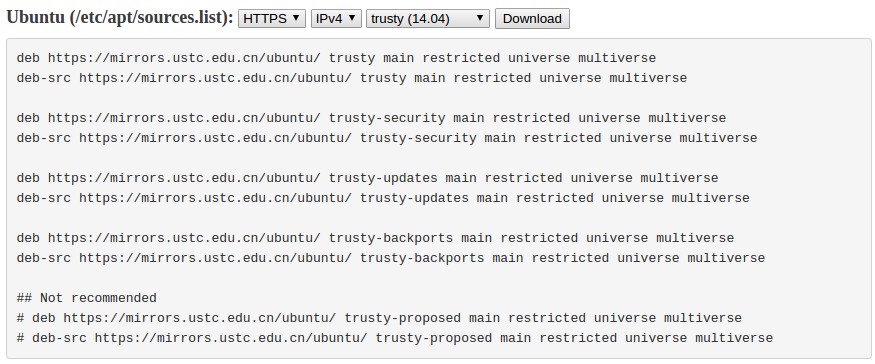 Ubuntu (/etc/apt/sources.list): HTTPS IPv4 trusty (14.04) Download
deb https://mirrors.ustc.edu.cn/ubuntu/ trusty main restricted universe multiverse
deb-src https://mirrors.ustc.edu.cn/ubuntu/ trusty main restricted universe multiverse
deb https://mirrors.ustc.edu.cn/ubuntu/ trusty-security main restricted universe multiverse
deb-src https://mirrors.ustc.edu.cn/ubuntu/ trusty-security main restricted universe multiverse
deb https://mirrors.ustc.edu.cn/ubuntu/ trusty-updates main restricted universe multiverse
deb-src https://mirrors.ustc.edu.cn/ubuntu/ trusty-updates main restricted universe multiverse
deb https://mirrors.ustc.edu.cn/ubuntu/ trusty-backports main restricted universe multiverse
deb-src https://mirrors.ustc.edu.cn/ubuntu/ trusty-backports main restricted universe multiverse
## Not recommended
# deb https://mirrors.ustc.edu.cn/ubuntu/ trusty-proposed main restricted universe multiverse
# deb-src https://mirrors.ustc.edu.cn/ubuntu/ trusty-proposed main restricted universe multiverse